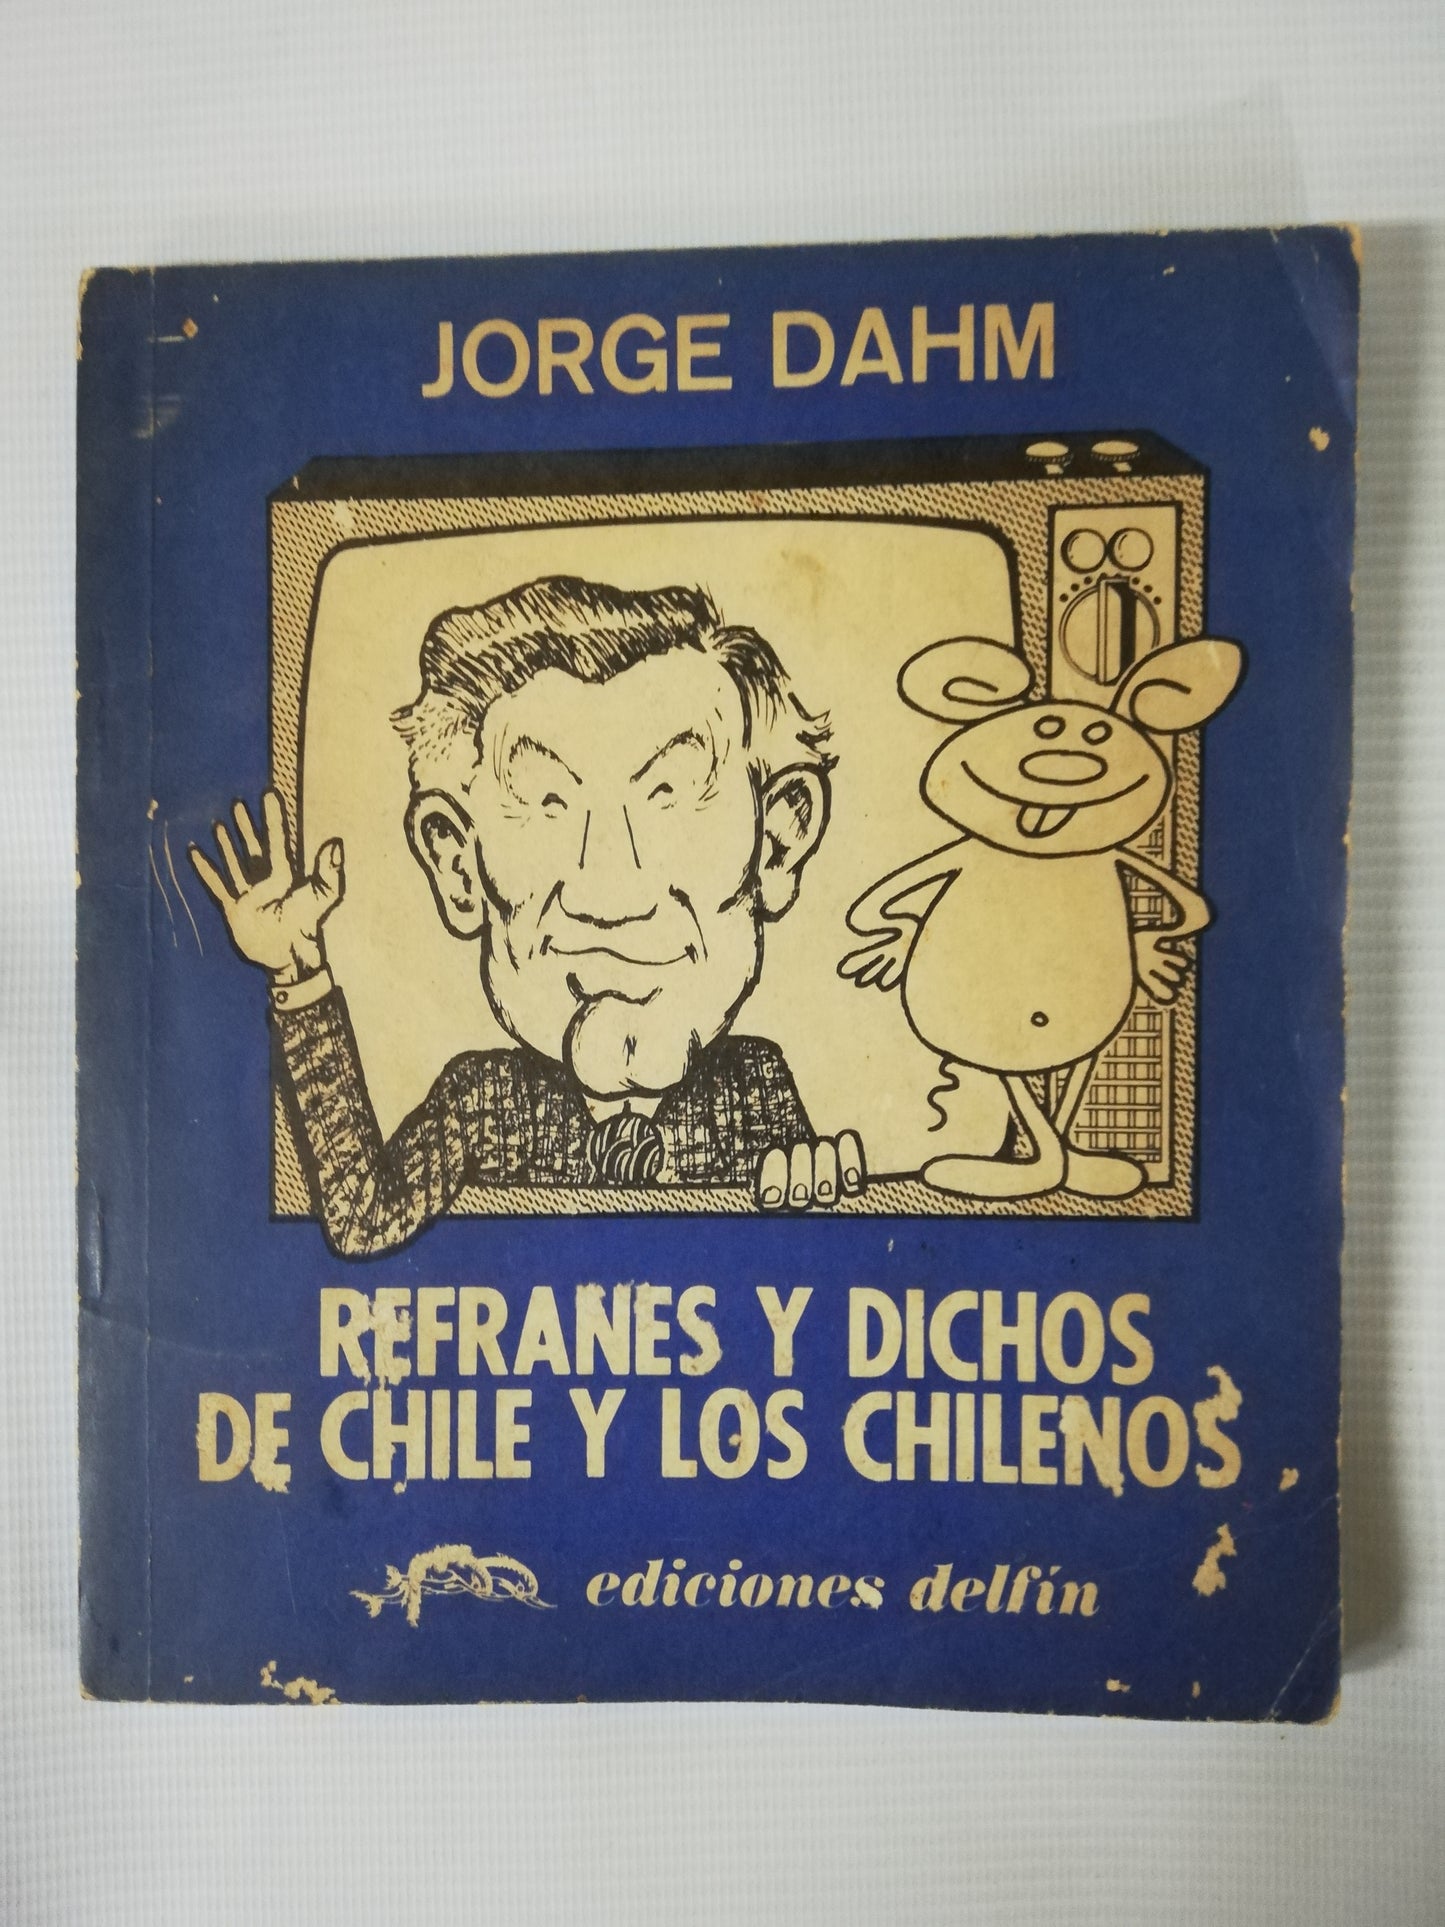 JORGE DAHM
REFRANES Y DICHOS
DE CHILE Y LOS CHILENOS
ediciones delfín